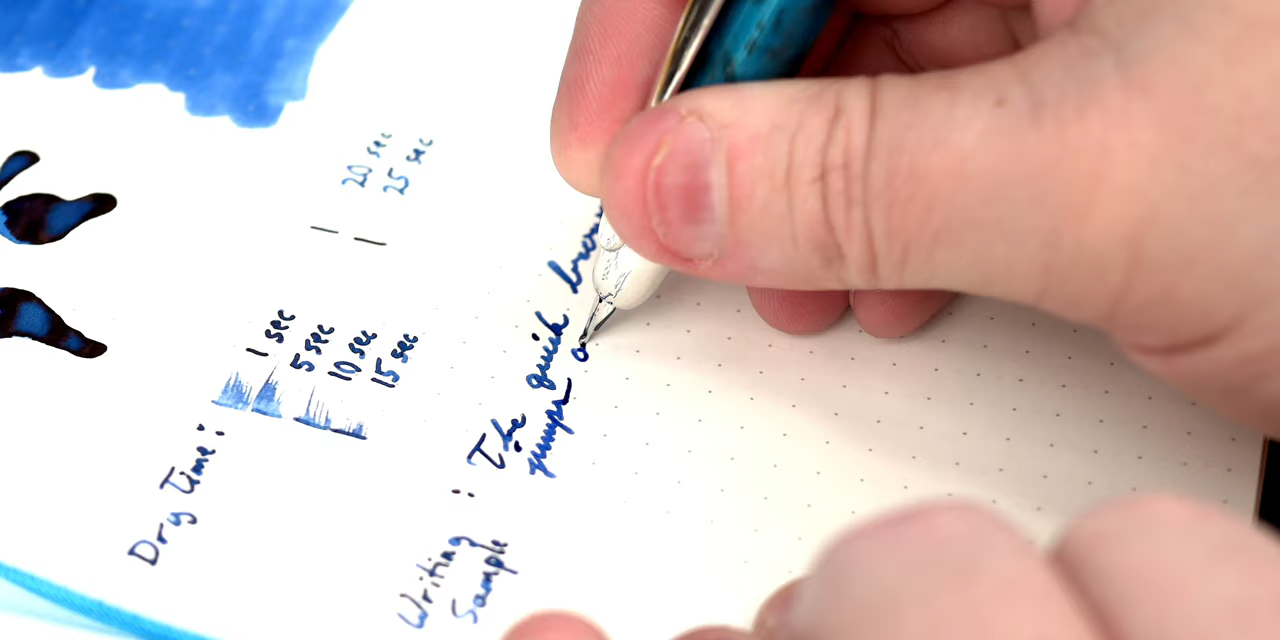 Dry Time:
1 sec
5 sec
10 sec
15 sec
20 sec
25 sec
Writing
Sample
: The quick brow
jumps o